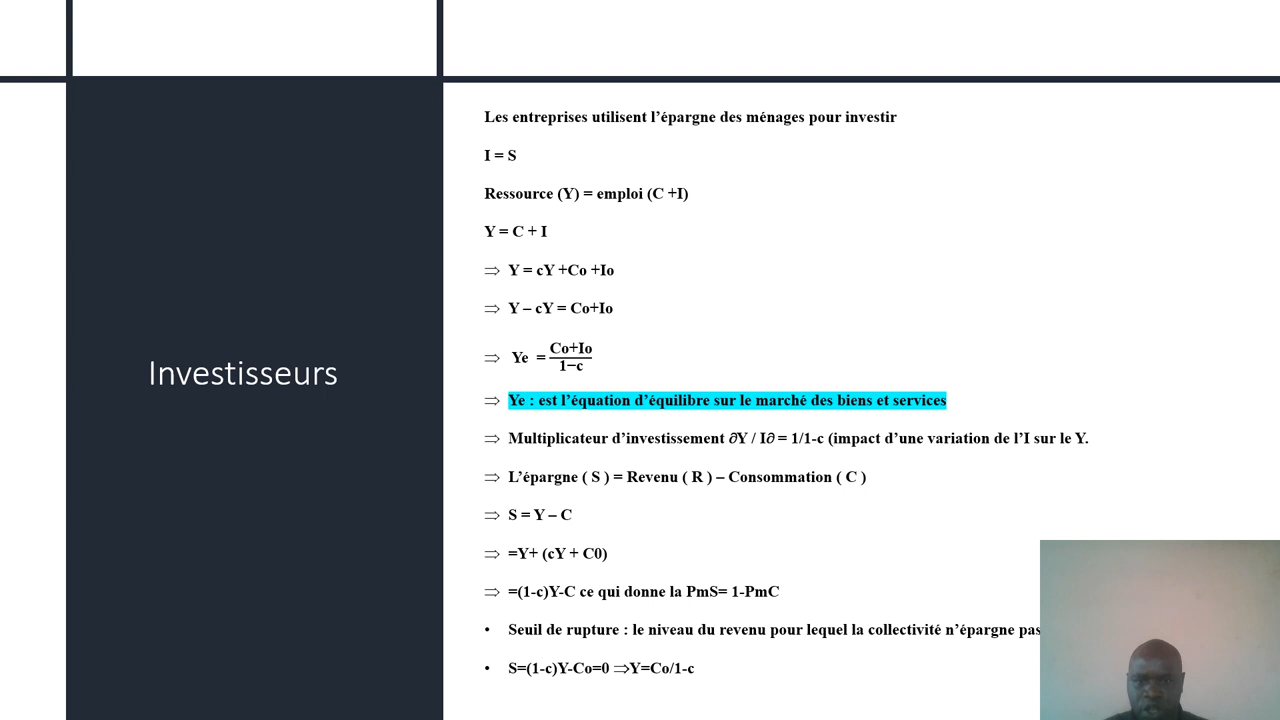 Investisseurs
Les entreprises utilisent l’épargne des ménages pour investir
I = S
Ressource (Y) = emploi (C +I)
Y = C + I
⇒ Y = cY +Co +Io
⇒ Y – cY = Co+Io
⇒ Ye = Co+Io / 1−c
⇒ Ye : est l’équation d’équilibre sur le marché des biens et services
⇒ Multiplicateur d’investissement ∂Y / I∂ = 1/1-c (impact d’une variation de l’I sur le Y.
⇒ L’épargne ( S ) = Revenu ( R ) – Consommation ( C )
⇒ S = Y – C
⇒ =Y+ (cY + C0)
⇒ =(1-c)Y-C ce qui donne la PmS= 1-PmC
• Seuil de rupture : le niveau du revenu pour lequel la collectivité n’épargne pas
• S=(1-c)Y-Co=0 ⇒Y=Co/1-c